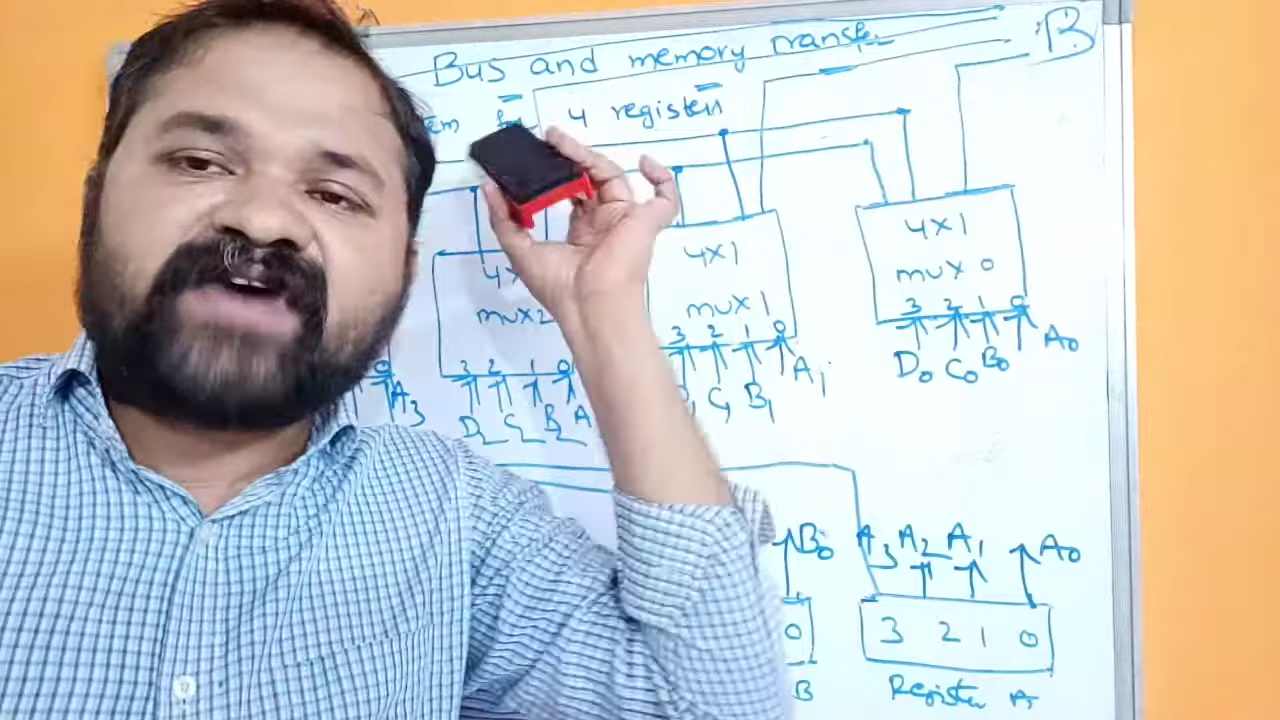 Bus and memory Transfer
B
4 registers
4x1
mux 0
3 2 1 0
D0 C0 B0 A0
4x1
mux 1
3 2 1 0
C1 B1 A1
mux2
3 2 1 0
D2 C2 B2 A
0
A3
B0
A3 A2 A1 A0
0
3 2 1 0
B
Register A